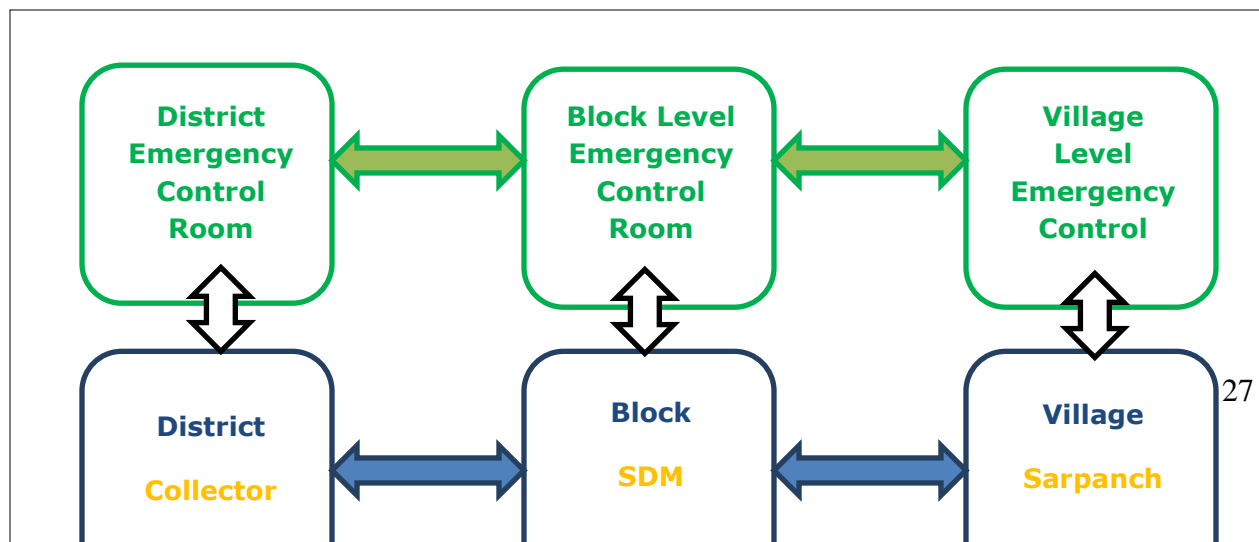 District
Emergency
Control
Room
Block Level
Emergency
Control
Room
Village
Level
Emergency
Control
District
Collector
Block
SDM
Village
Sarpanch
27